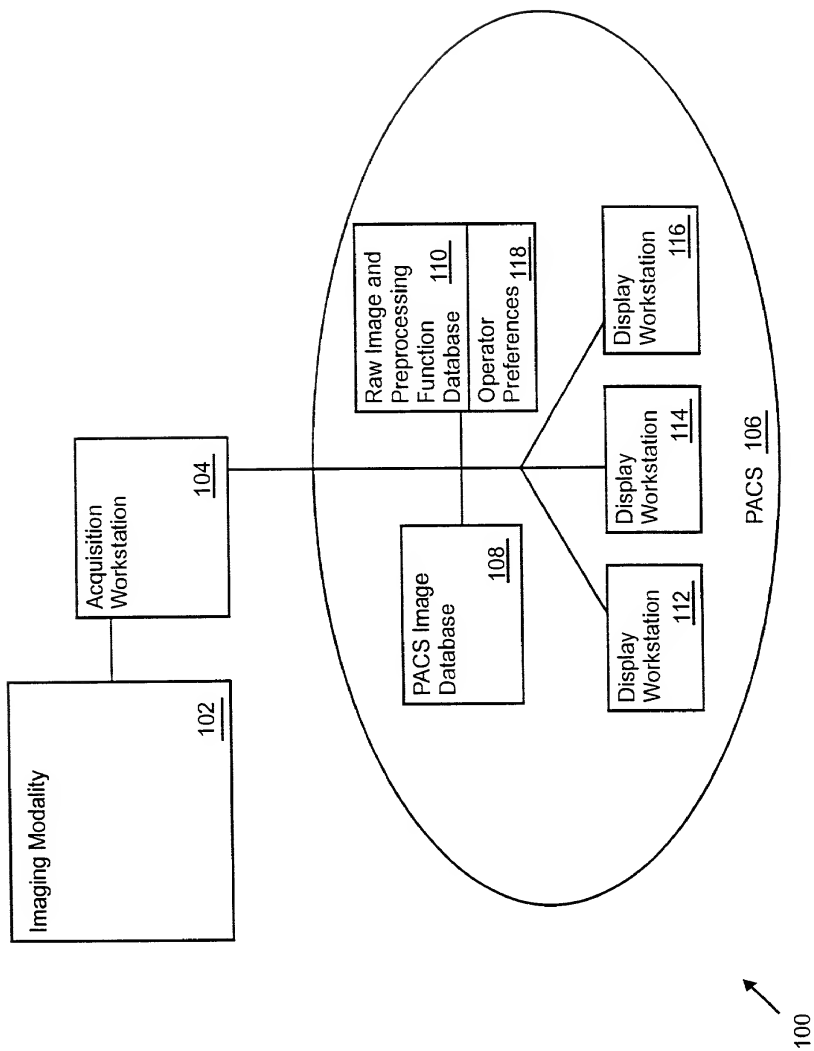 Imaging Modality
102
Acquisition
Workstation
104
PACS Image
Database
108
Raw Image and
Preprocessing
Function
Database
110
Operator
Preferences
118
Display
Workstation
112
Display
Workstation
114
Display
Workstation
116
PACS
106
100